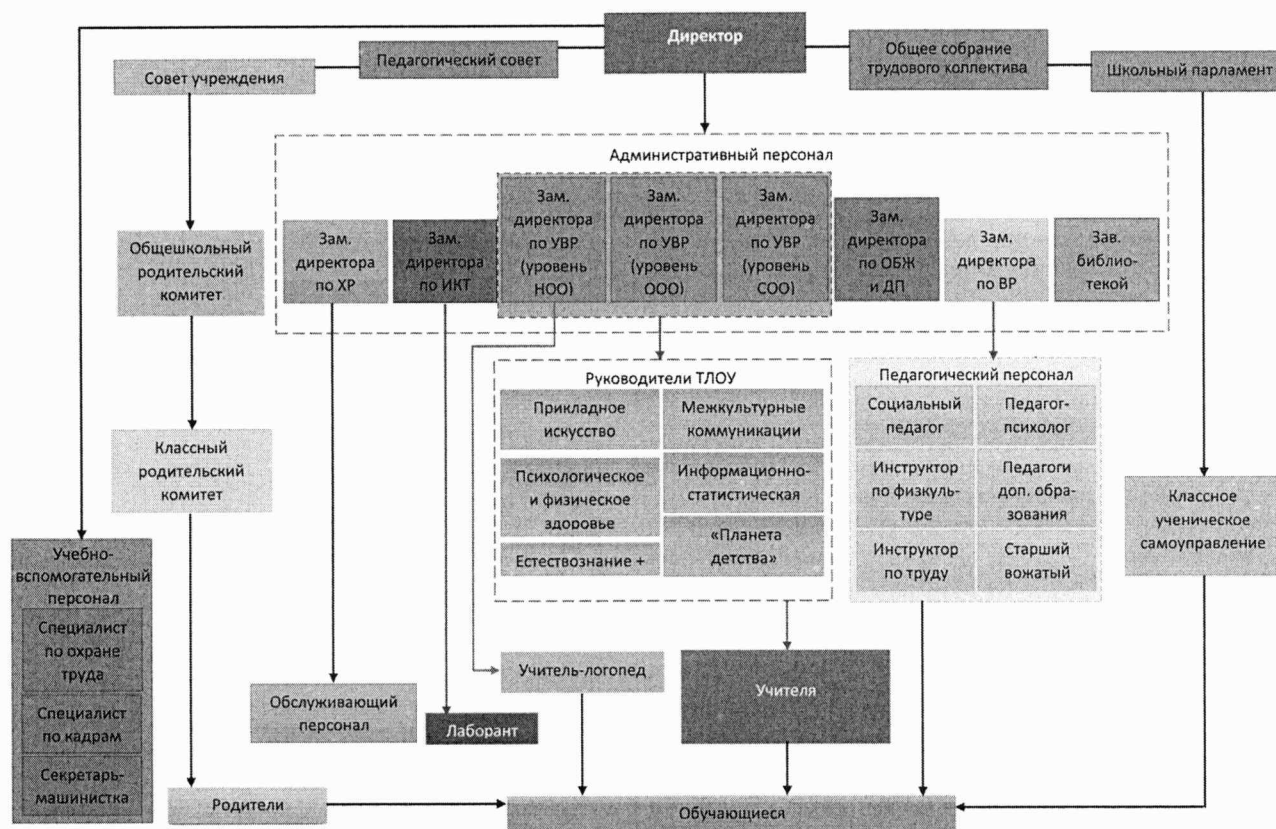 Директор
Педагогический совет
Общее собрание
трудового коллектива
Совет учреждения
Школьный парламент
Административный персонал
Зам.
директора
по ХР
Зам.
директора
по ИКТ
Зам.
директора
по УВР
(уровень
НОО)
Зам.
директора
по УВР
(уровень
ООО)
Зам.
директора
по УВР
(уровень
СОО)
Зам.
директора
по ОБЖ
и ДП
Зам.
директора
по ВР
Зав.
библио-
текой
Общешкольный
родительский
комитет
Классный
родительский
комитет
Руководители ТЛОУ
Прикладное
искусство
Межкультурные
коммуникации
Психологическое
и физическое
здоровье
Информационно-
статистическая
Естествознание +
«Планета
детства»
Педагогический персонал
Социальный
педагог
Педагог-
психолог
Инструктор
по физкуль-
туре
Педагоги
доп. обра-
зования
Инструктор
по труду
Старший
вожатый
Классное
ученическое
самоуправление
Учебно-
вспомогательный
персонал
Специалист
по охране
труда
Специалист
по кадрам
Секретарь-
машинистка
Обслуживающий
персонал
Лаборант
Учитель-логопед
Учителя
Родители
Обучающиеся